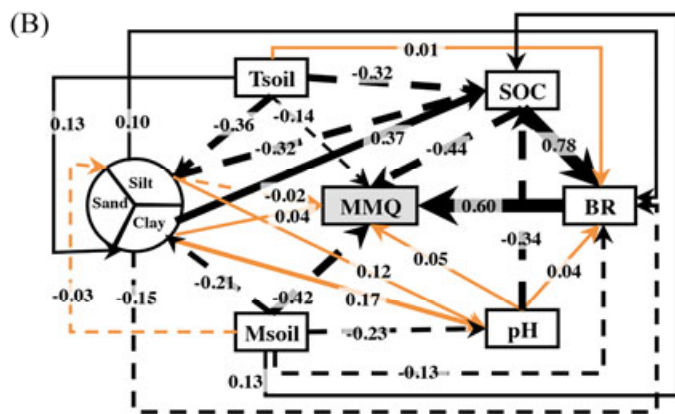 (B)
0.01
Tsoil
-0.32
SOC
0.13
0.10
-0.36
-0.14
-0.32
0.37
-0.44
0.78
Silt
Sand
Clay
-0.02
0.04
MMQ
0.60
BR
-0.34
-0.03
-0.15
-0.21
-0.42
0.12
0.17
0.05
0.04
Msoil
-0.23
pH
0.13
-0.13